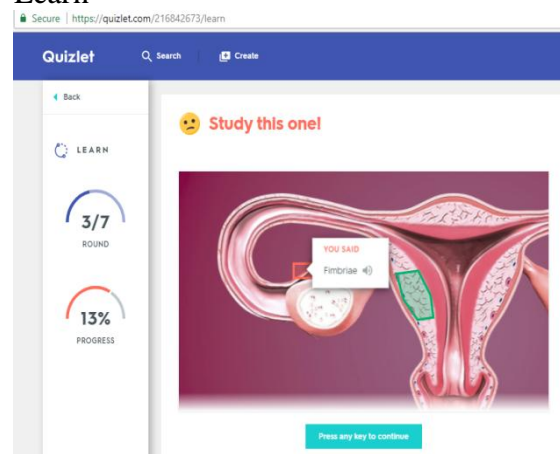 Learn
Secure | https://quizlet.com/216842673/learn
Quizlet Search Create
Back
Study this one!
LEARN
3/7
ROUND
YOU SAID
Fimbriae
13%
PROGRESS
Press any key to continue